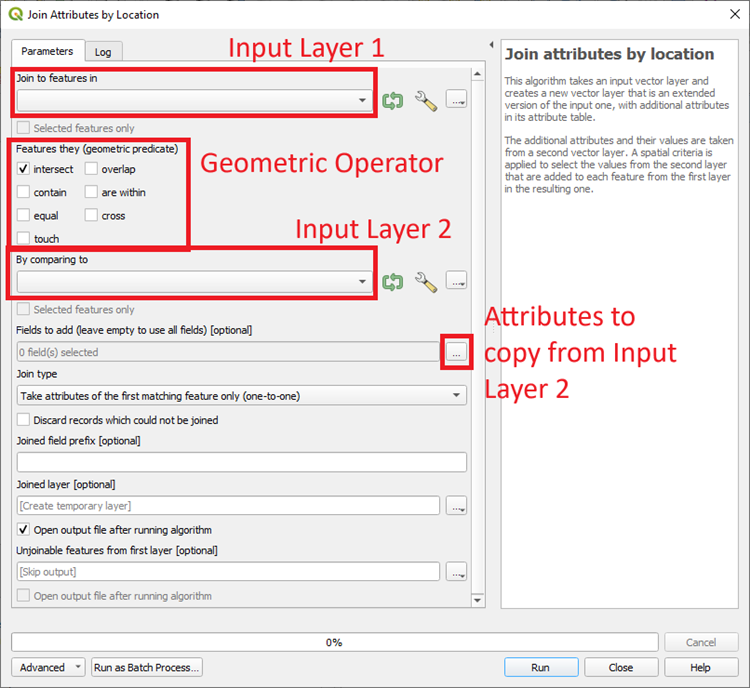 Join Attributes by Location
Parameters
Log
Input Layer 1
Join to features in
...
Selected features only
Features they (geometric predicate)
intersect
overlap
contain
are within
equal
cross
touch
Geometric Operator
Input Layer 2
By comparing to
...
Selected features only
Fields to add (leave empty to use all fields) [optional]
0 field(s) selected
...
Attributes to
copy from Input
Layer 2
Join type
Take attributes of the first matching feature only (one-to-one)
Discard records which could not be joined
Joined field prefix [optional]
Joined layer [optional]
[Create temporary layer]
...
Open output file after running algorithm
Unjoinable features from first layer [optional]
[Skip output]
...
Open output file after running algorithm
Join attributes by location
This algorithm takes an input vector layer and
creates a new vector layer that is an extended
version of the input one, with additional attributes
in its attribute table.
The additional attributes and their values are taken
from a second vector layer. A spatial criteria is
applied to select the values from the second layer
that are added to each feature from the first layer
in the resulting one.
0%
Cancel
Advanced
Run as Batch Process...
Run
Close
Help